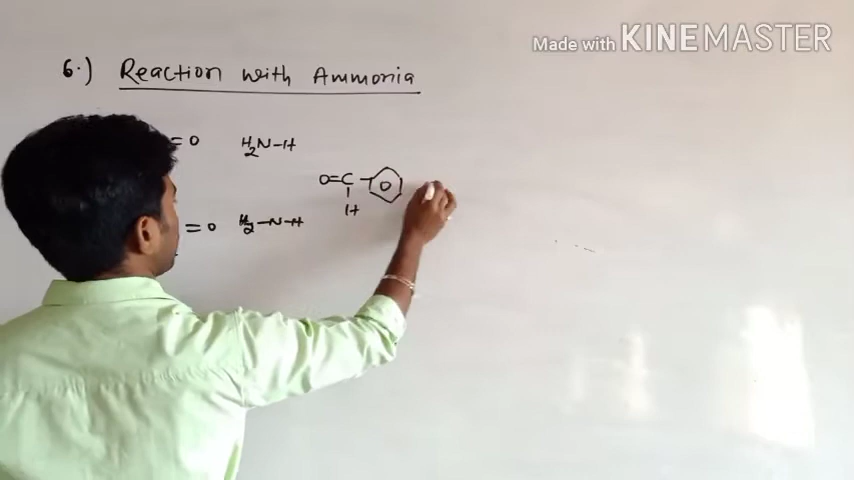 Made with KINEMASTER
6.) Reaction with Ammonia
=O H2N-H
O=C-
H
=O H2-N-H